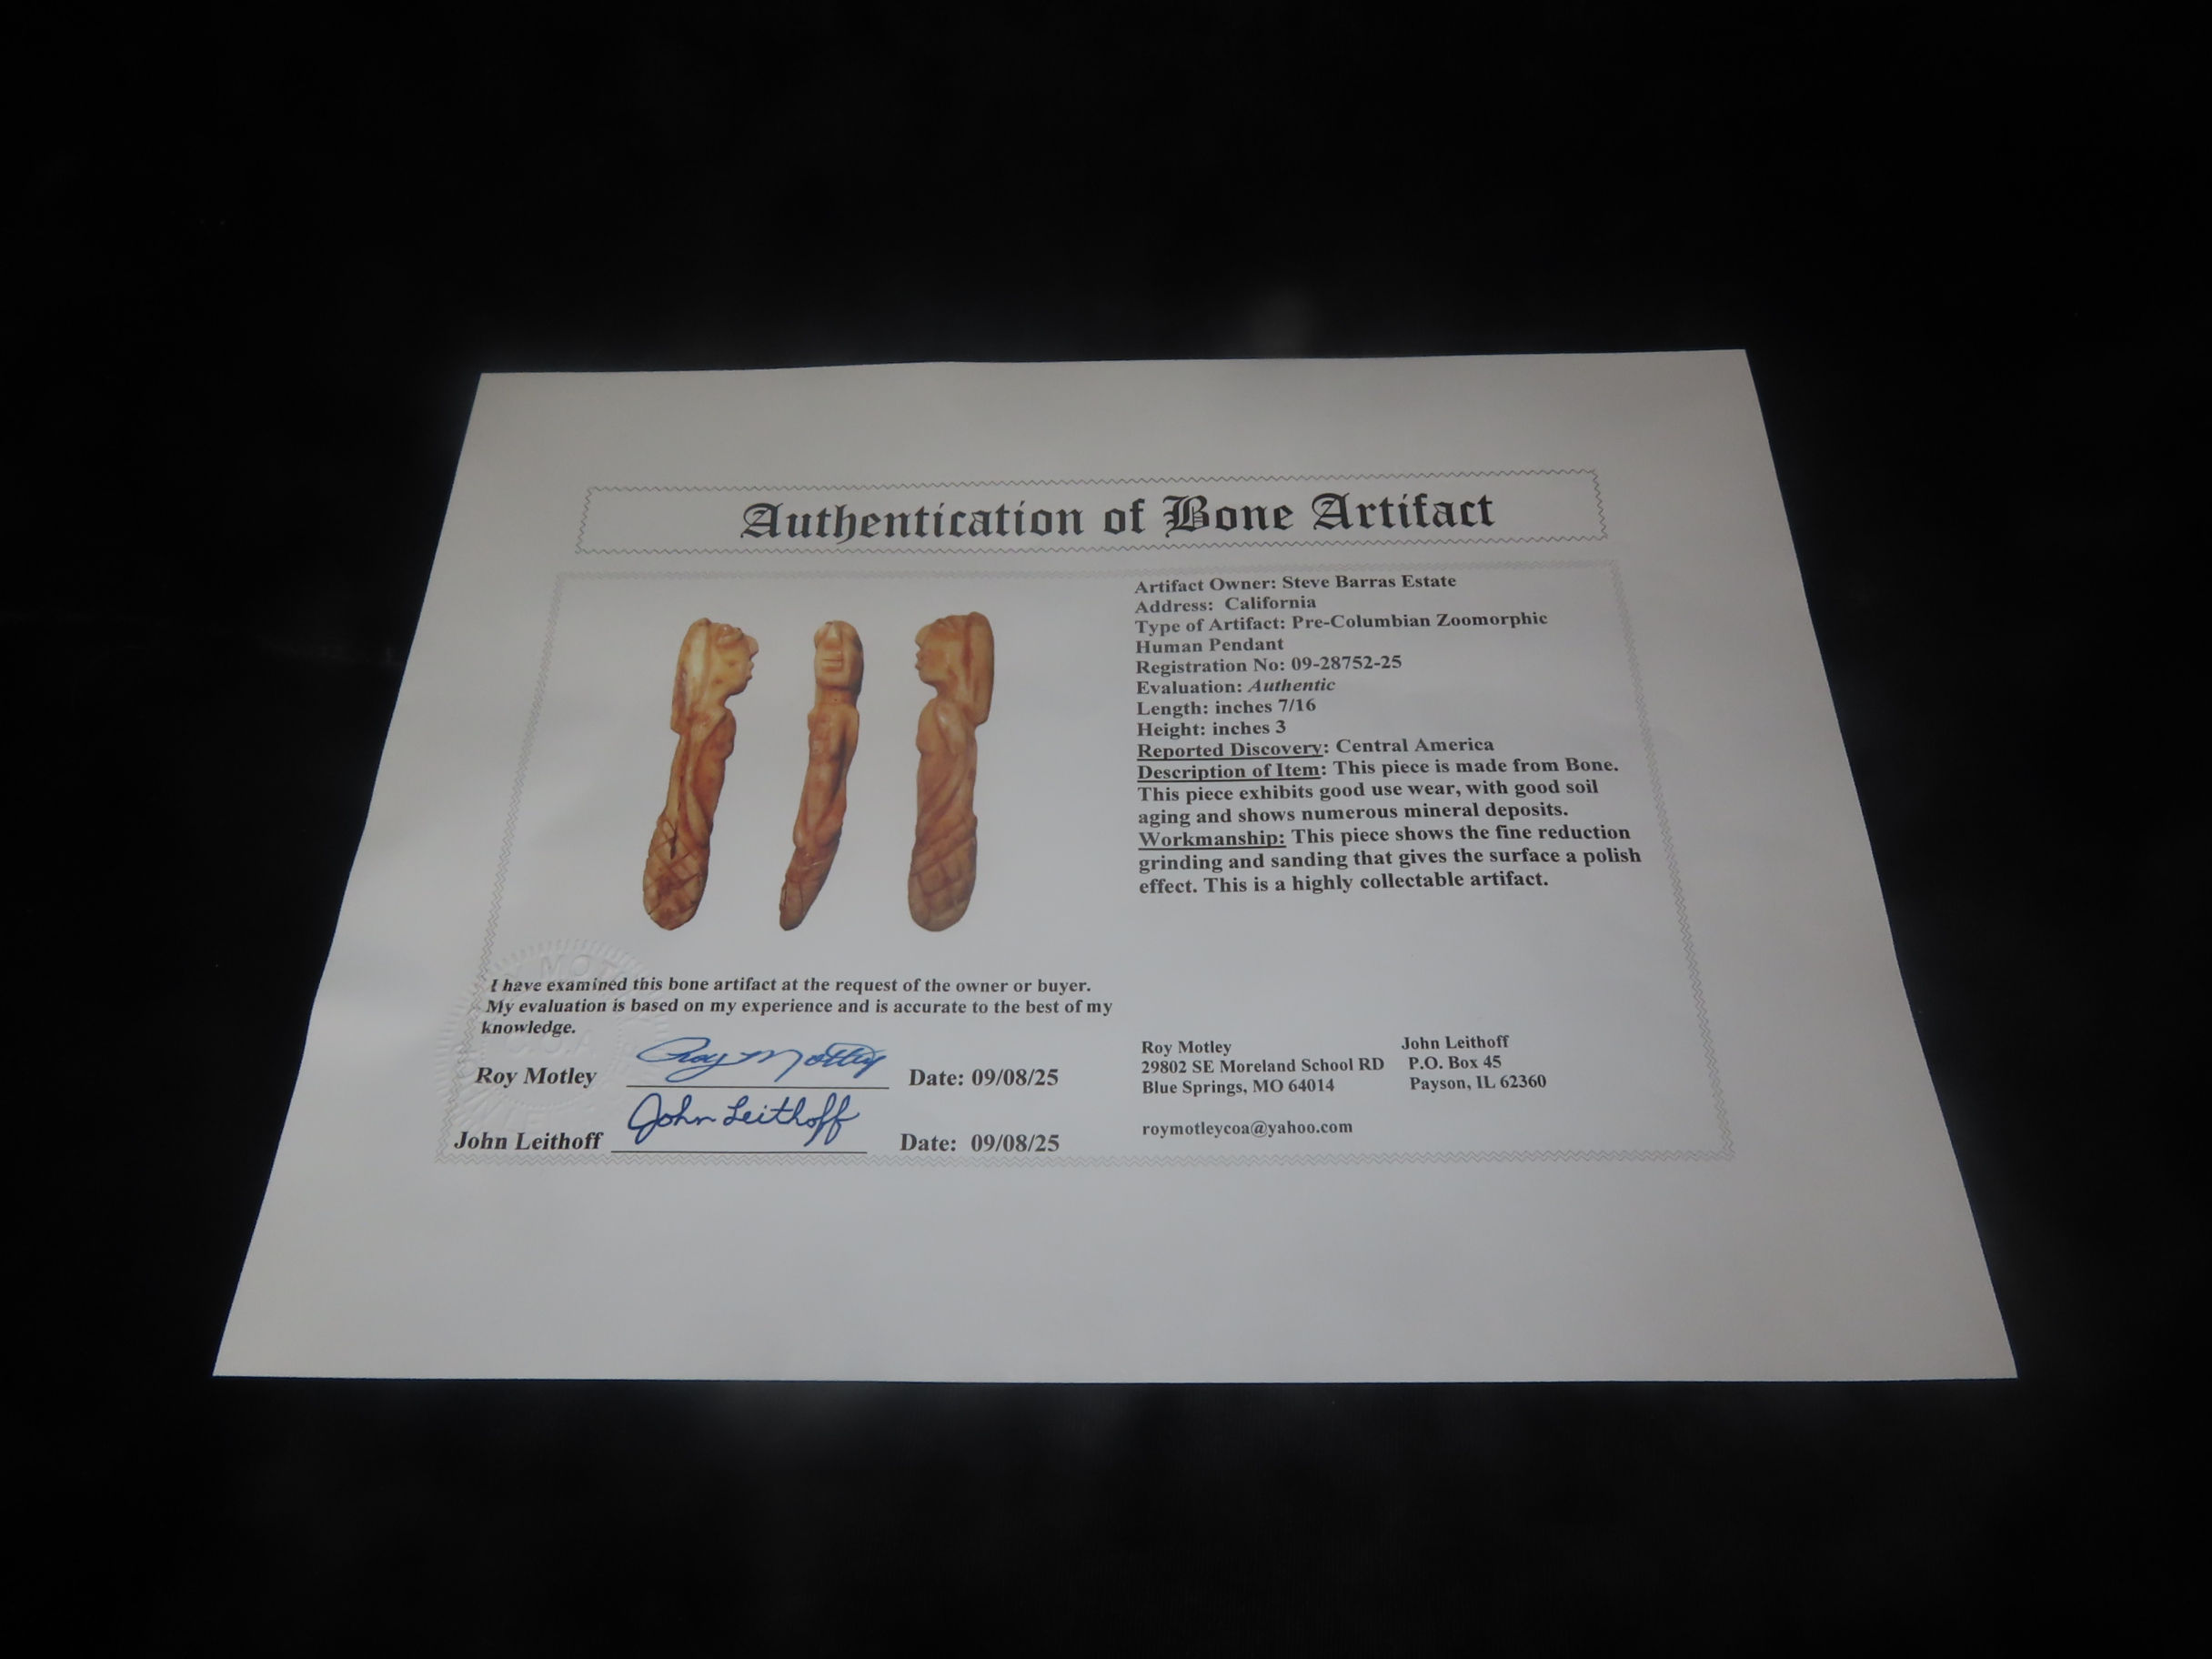 Authentication of Bone Artifact
Artifact Owner: Steve Barras Estate
Address: California
Type of Artifact: Pre-Columbian Zoomorphic
Human Pendant
Registration No: 09-28752-25
Evaluation: Authentic
Length: inches 7/16
Height: inches 3
Reported Discovery: Central America
Description of Item: This piece is made from Bone.
This piece exhibits good use wear, with good soil
aging and shows numerous mineral deposits.
Workmanship: This piece shows the fine reduction
grinding and sanding that gives the surface a polish
effect. This is a highly collectable artifact.
I have examined this bone artifact at the request of the owner or buyer.
My evaluation is based on my experience and is accurate to the best of my
knowledge.
Roy Motley Roy Motley Date: 09/08/25
John Leithoff John Leithoff Date: 09/08/25
Roy Motley
29802 SE Moreland School RD
Blue Springs, MO 64014
roymotleycoa@yahoo.com
John Leithoff
P.O. Box 45
Payson, IL 62360